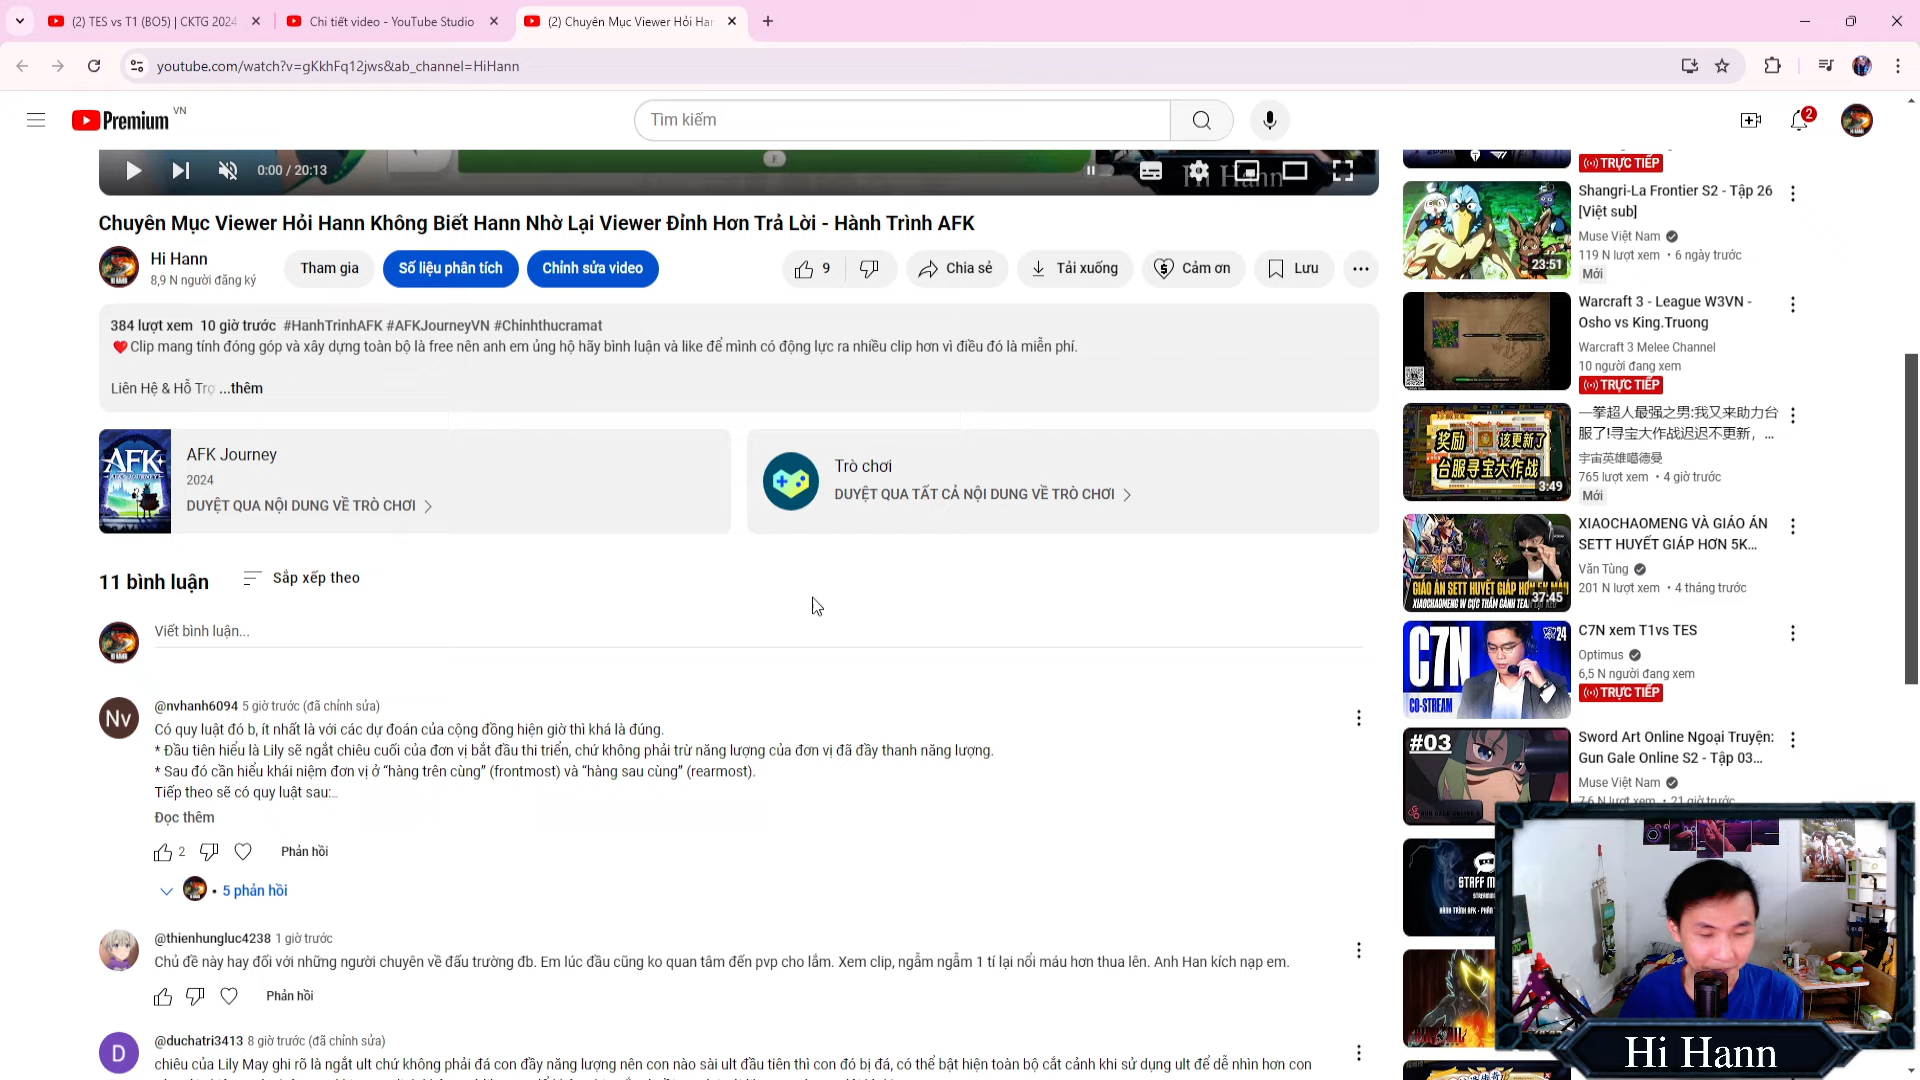 (2) TES vs T1 (BO5) | CKTG 2024
Chi tiết video - YouTube Studio
(2) Chuyên Mục Viewer Hỏi Han
youtube.com/watch?v=gKkhFq12jws&ab_channel=HiHann
Premium VN
Tìm kiếm
2
0:00 / 20:13
Hi Hann
Chuyên Mục Viewer Hỏi Hann Không Biết Hann Nhờ Lại Viewer Đỉnh Hơn Trả Lời - Hành Trình AFK
Hi Hann
8,9 N người đăng ký
Tham gia
Số liệu phân tích
Chỉnh sửa video
9
Chia sẻ
Tải xuống
Cảm ơn
Lưu
384 lượt xem 10 giờ trước #HanhTrinhAFK #AFKJourneyVN #Chinhthucramat
Clip mang tính đóng góp và xây dựng toàn bộ là free nên anh em ủng hộ hãy bình luận và like để mình có động lực ra nhiều clip hơn vì điều đó là miễn phí.
Liên Hệ & Hỗ Trợ ...thêm
AFK
AFK Journey
2024
DUYỆT QUA NỘI DUNG VỀ TRÒ CHƠI
Trò chơi
DUYỆT QUA TẤT CẢ NỘI DUNG VỀ TRÒ CHƠI
11 bình luận
Sắp xếp theo
Viết bình luận...
Nv
@nvhanh6094 5 giờ trước (đã chỉnh sửa)
Có quy luật đó b, ít nhất là với các dự đoán của cộng đồng hiện giờ thì khá là đúng.
* Đầu tiên hiểu là Lily sẽ ngắt chiêu cuối của đơn vị bắt đầu thi triển, chứ không phải trừ năng lượng của đơn vị đã đầy thanh năng lượng.
* Sau đó cần hiểu khái niệm đơn vị ở “hàng trên cùng” (frontmost) và “hàng sau cùng” (rearmost).
Tiếp theo sẽ có quy luật sau:...
Đọc thêm
2
Phản hồi
5 phản hồi
@thienhungluc4238 1 giờ trước
Chủ đề này hay đối với những người chuyên về đấu trường đb. Em lúc đầu cũng ko quan tâm đến pvp cho lắm. Xem clip, ngẫm ngẫm 1 tí lại nổi máu hơn thua lên. Anh Han kích nạp em.
Phản hồi
D
@duchatri3413 8 giờ trước (đã chỉnh sửa)
chiêu của Lily May ghi rõ là ngắt ult chứ không phải đá con đầy năng lượng nên con nào sài ult đầu tiên thì con đó bị đá, có thể bật hiện toàn bộ cắt cảnh khi sử dụng ult để dễ nhìn hơn con
TRỰC TIẾP
23:51
Shangri-La Frontier S2 - Tập 26
[Việt sub]
Muse Việt Nam
119 N lượt xem • 6 ngày trước
Mới
Warcraft 3 - League W3VN -
Osho vs King.Truong
Warcraft 3 Melee Channel
10 người đang xem
TRỰC TIẾP
奖励
该更新了
台服寻宝大作战
3:49
一拳超人最强之男:我又来助力台
服了!寻宝大作战迟迟不更新，...
宇宙英雄噶德曼
765 lượt xem • 4 giờ trước
Mới
37:45
XIAOCHAOMENG VÀ GIÁO ÁN
SETT HUYẾT GIÁP HƠN 5K...
Văn Tùng
201 N lượt xem • 4 tháng trước
C7N
CO-STREAM
C7N xem T1vs TES
Optimus
6,5 N người đang xem
TRỰC TIẾP
#03
Sword Art Online Ngoại Truyện:
Gun Gale Online S2 - Tập 03...
Muse Việt Nam
7,6 N lượt xem • 21 giờ trước
Hi Hann